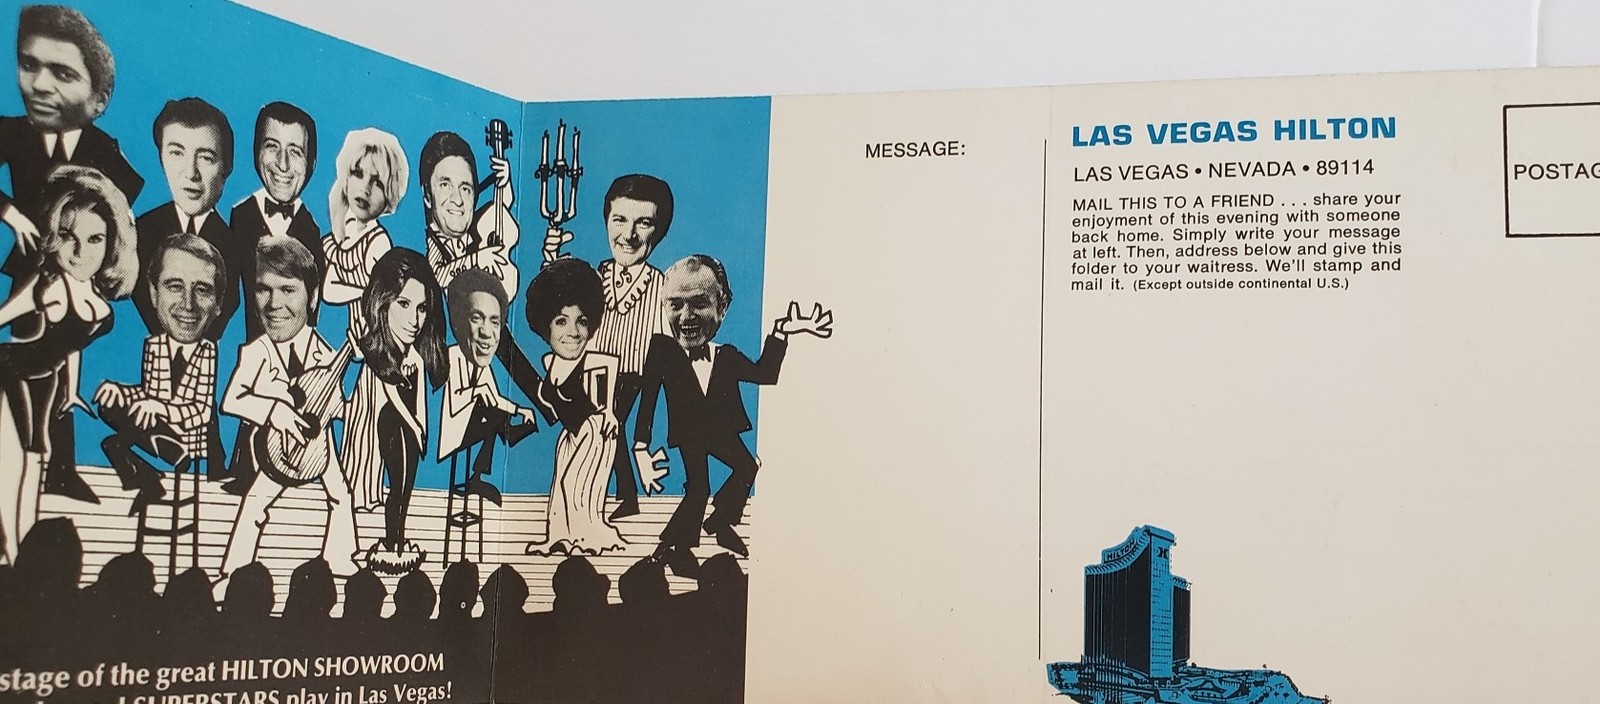 stage of the great HILTON SHOWROOM
SUPERSTARS play in Las Vegas!
MESSAGE:
LAS VEGAS HILTON
LAS VEGAS • NEVADA • 89114
MAIL THIS TO A FRIEND . . . share your
enjoyment of this evening with someone
back home. Simply write your message
at left. Then, address below and give this
folder to your waitress. We'll stamp and
mail it. (Except outside continental U.S.)
POSTAG
HILTON
H